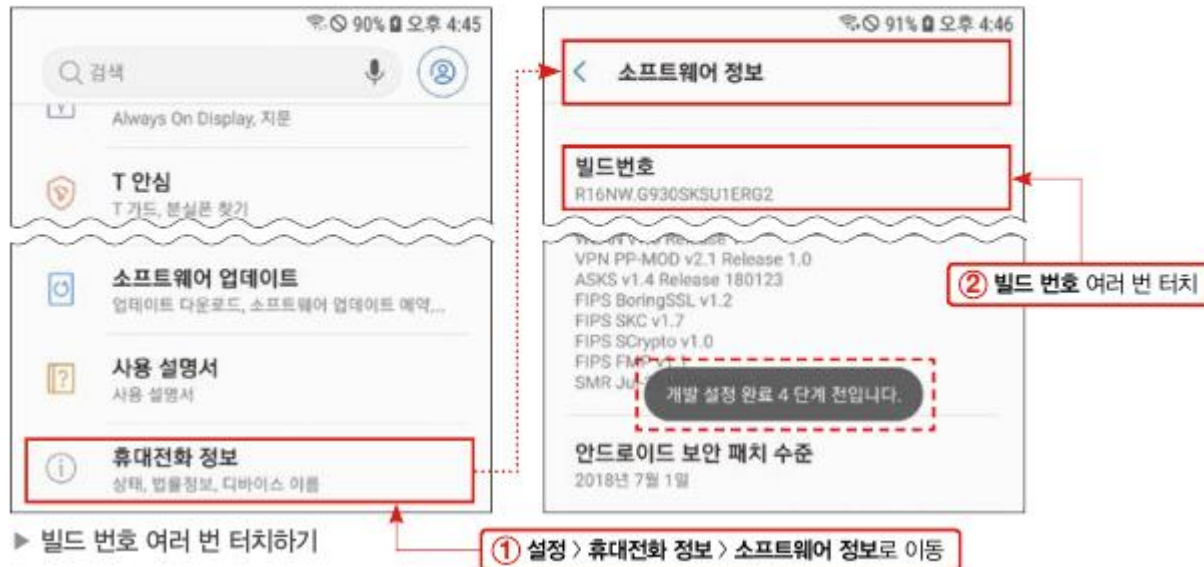 90% 오후 4:45
검색
Always On Display, 지문
T 안심
T 가드, 분실폰 찾기
소프트웨어 업데이트
업데이트 다운로드, 소프트웨어 업데이트 예약,...
사용 설명서
사용 설명서
휴대전화 정보
상태, 법률정보, 디바이스 이름
91% 오후 4:46
소프트웨어 정보
빌드번호
R16NW.G930SKSU1ERG2
VPN PP-MOD v2.1 Release 1.0
ASKS v1.4 Release 180123
FIPS BoringSSL v1.2
FIPS SKC v1.7
FIPS SCrypto v1.0
FIPS FMP v1.1
SMR
개발 설정 완료 4 단계 전입니다.
안드로이드 보안 패치 수준
2018년 7월 1일
② 빌드 번호 여러 번 터치
▶ 빌드 번호 여러 번 터치하기
① 설정 > 휴대전화 정보 > 소프트웨어 정보로 이동